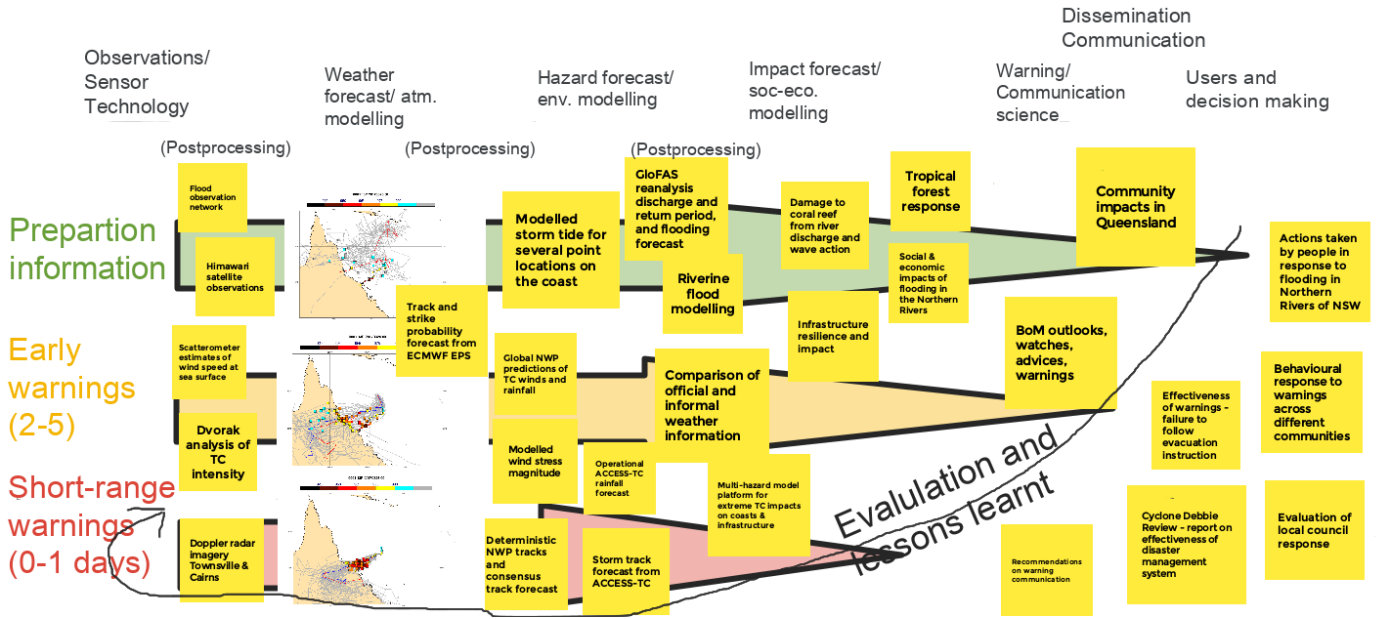 Dissemination
Communication
Observations/
Sensor
Technology
Weather
forecast/ atm.
modelling
Hazard forecast/
env. modelling
Impact forecast/
soc-eco.
modelling
Warning/
Communication
science
Users and
decision making
(Postprocessing)
(Postprocessing)
(Postprocessing)
Prepartion
information
Flood
observation
network
Himawari
satellite
observations
Modelled
storm tide for
several point
locations on
the coast
GloFAS
reanalysis
discharge and
return period,
and flooding
forecast
Riverine
flood
modelling
Damage to
coral reef
from river
discharge and
wave action
Tropical
forest
response
Social &
economic
impacts of
flooding in
the Northern
Rivers
Community
impacts in
Queensland
Actions taken
by people in
response to
flooding in
Northern
Rivers of NSW
Early
warnings
(2-5)
Scatterometer
estimates of
wind speed at
sea surface
Dvorak
analysis of
TC
intensity
Track and
strike
probability
forecast from
ECMWF EPS
Global NWP
predictions of
TC winds and
rainfall
Modelled
wind stress
magnitude
Comparison of
official and
informal
weather
information
Infrastructure
resilience and
impact
BoM outlooks,
watches,
advices,
warnings
Effectiveness
of warnings -
failure to
follow
evacuation
instruction
Behavioural
response to
warnings
across
different
communities
Short-range
warnings
(0-1 days)
Doppler radar
imagery
Townsville &
Cairns
Deterministic
NWP tracks
and
consensus
track forecast
Operational
ACCESS-TC
rainfall
forecast
Storm track
forecast from
ACCESS-TC
Multi-hazard model
platform for
extreme TC impacts
on coasts &
infrastructure
Evalulation and
lessons learnt
Recommendations
on warning
communication
Cyclone Debbie
Review - report on
effectiveness of
disaster
management
system
Evaluation of
local council
response